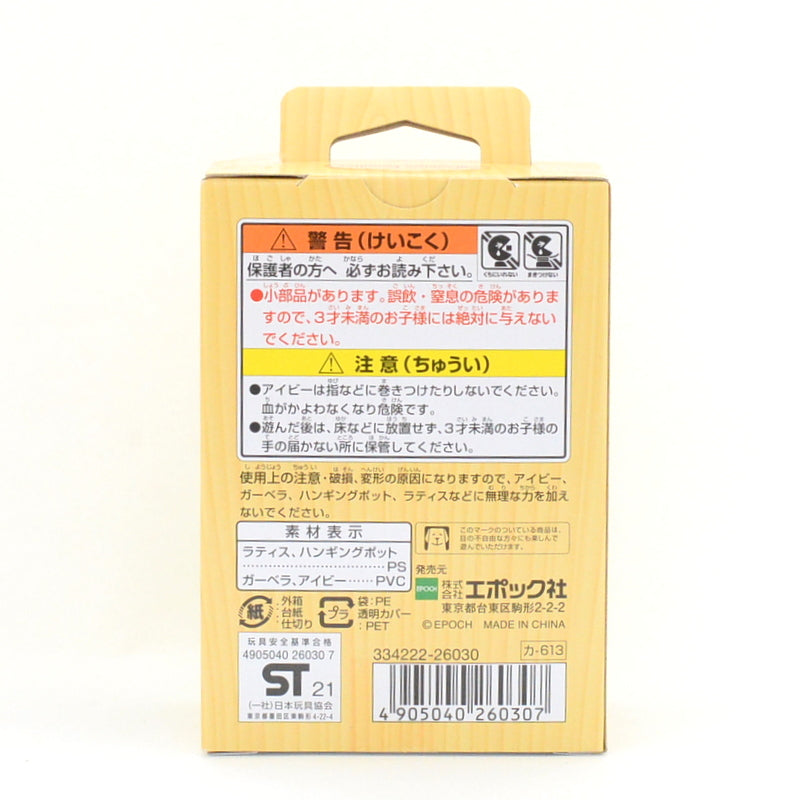 警告(けいこく)
くちにいれない
まきつけない
保護者の方へ 必ずお読み下さい。
●小部品があります。誤飲・窒息の危険がありま
すので、3才未満のお子様には絶対に与えない
でください。
注意(ちゅうい)
●アイビーは指などに巻きつけたりしないでください。
血がかよわなくなり危険です。
●遊んだ後は、床などに放置せず、3才未満のお子様の
手の届かない所に保管してください。
使用上の注意・破損、変形の原因になりますので、アイビー、
ガーベラ、ハンギングポット、ラティスなどに無理な力を加え
ないでください。
素材表示
ラティス、ハンギングポット
PS
ガーベラ、アイビー PVC
このマークのついている商品は、
目の不自由な方々にも楽しんで
遊んでいただけます。
発売元
EPOCH 株式会社 エポック社
東京都台東区駒形2-2-2
© EPOCH MADE IN CHINA
紙 :外箱
:台紙
:仕切り
プラ 袋:PE
透明カバー
:PET
玩具安全基準合格
4905040 26030 7
ST 21
(一社)日本玩具協会
東京都墨田区東駒形4-22-4
334222-26030
カ-613
4 905040 260307